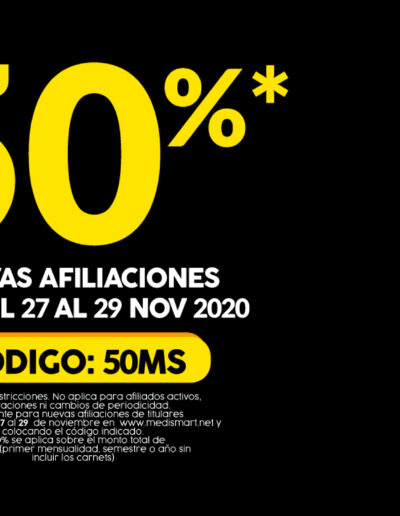 50%*
VAS AFILIACIONES
L 27 AL 29 NOV 2020
ÓDIGO: 50MS
stricciones. No aplica para afiliados activos,
aciones ni cambios de periodicidad.
nte para nuevas afiliaciones de titulares
7 al 29 de noviembre en www.medismart.net y
colocando el código indicado.
0% se aplica sobre el monto total de
(primer mensualidad, semestre o año sin
incluir los carnets)